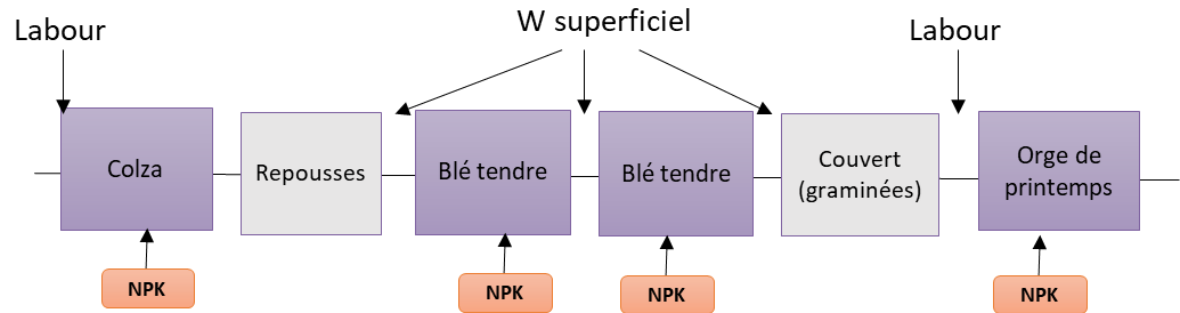 Labour
W superficiel
Labour
Colza
Repousses
Blé tendre
Blé tendre
Couvert
(graminées)
Orge de
printemps
NPK
NPK
NPK
NPK